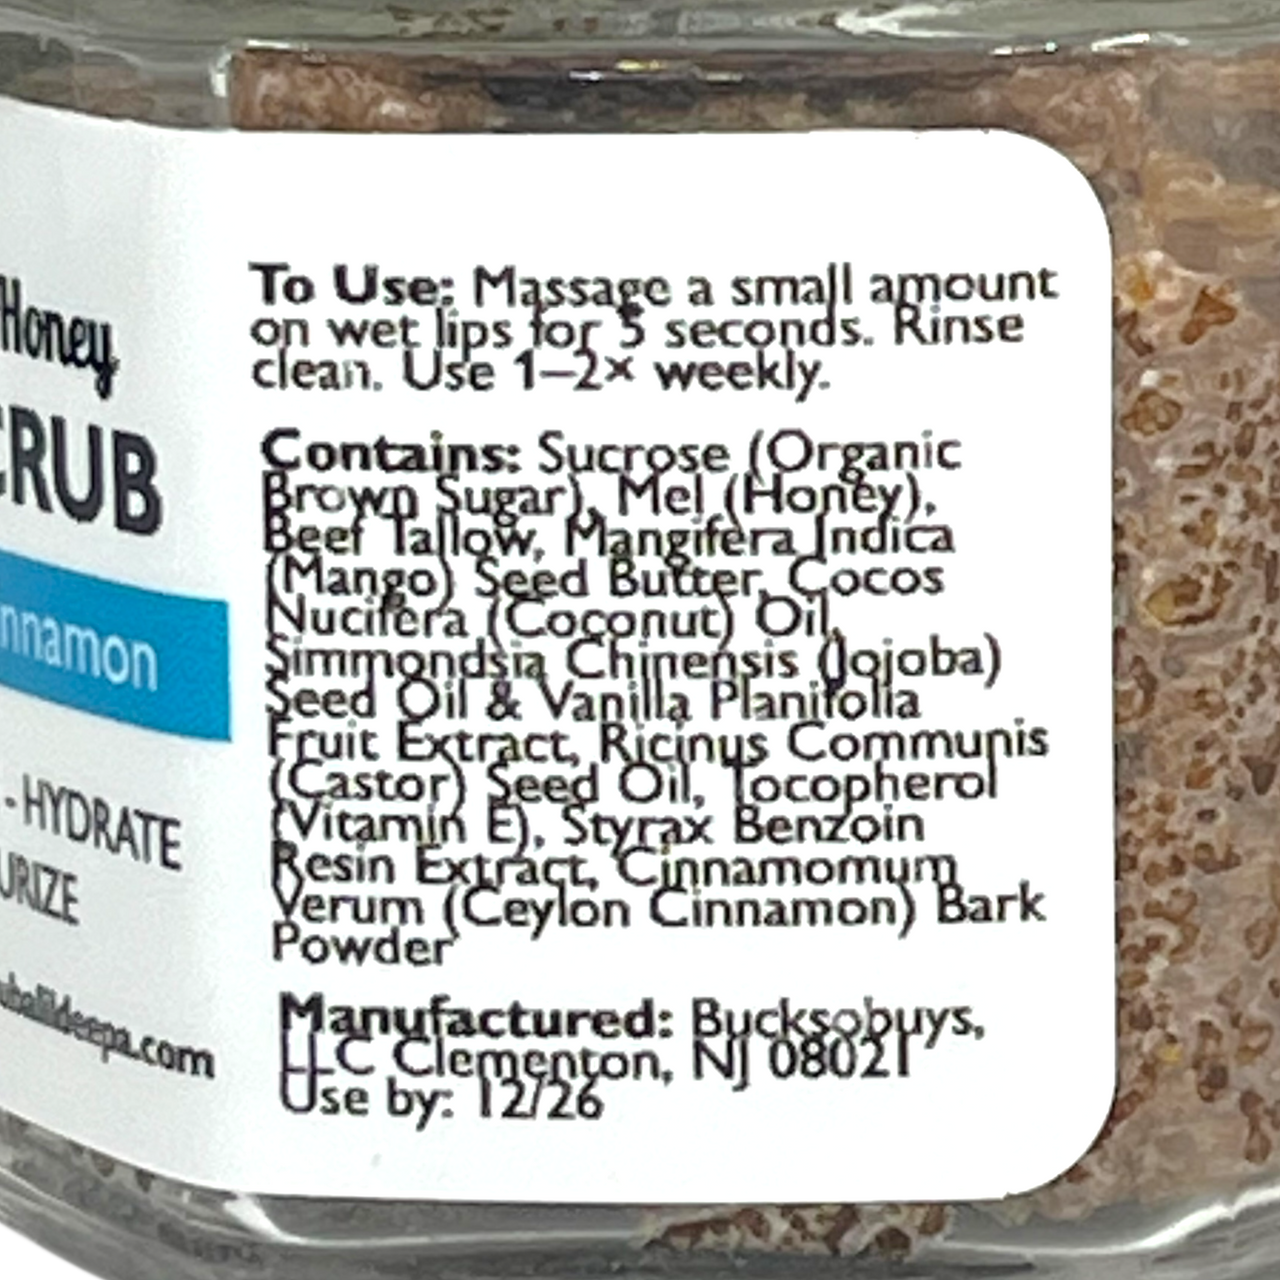 Honey
CRUB
nnamon
- HYDRATE
URIZE
ubalildeepa.com
To Use: Massage a small amount
on wet lips for 5 seconds. Rinse
clean. Use 1–2x weekly.
Contains: Sucrose (Organic
Brown Sugar), Mel (Honey),
Beef Tallow, Mangifera Indica
(Mango) Seed Butter, Cocos
Nucifera (Coconut) Oil,
Simmondsia Chinensis (Jojoba)
Seed Oil & Vanilla Planifolia
Fruit Extract, Ricinus Communis
(Castor) Seed Oil, Tocopherol
(Vitamin E), Styrax Benzoin
Resin Extract, Cinnamomum
Verum (Ceylon Cinnamon) Bark
Powder
Manufactured: Bucksobuys,
LLC Clementon, NJ 08021
Use by: 12/26